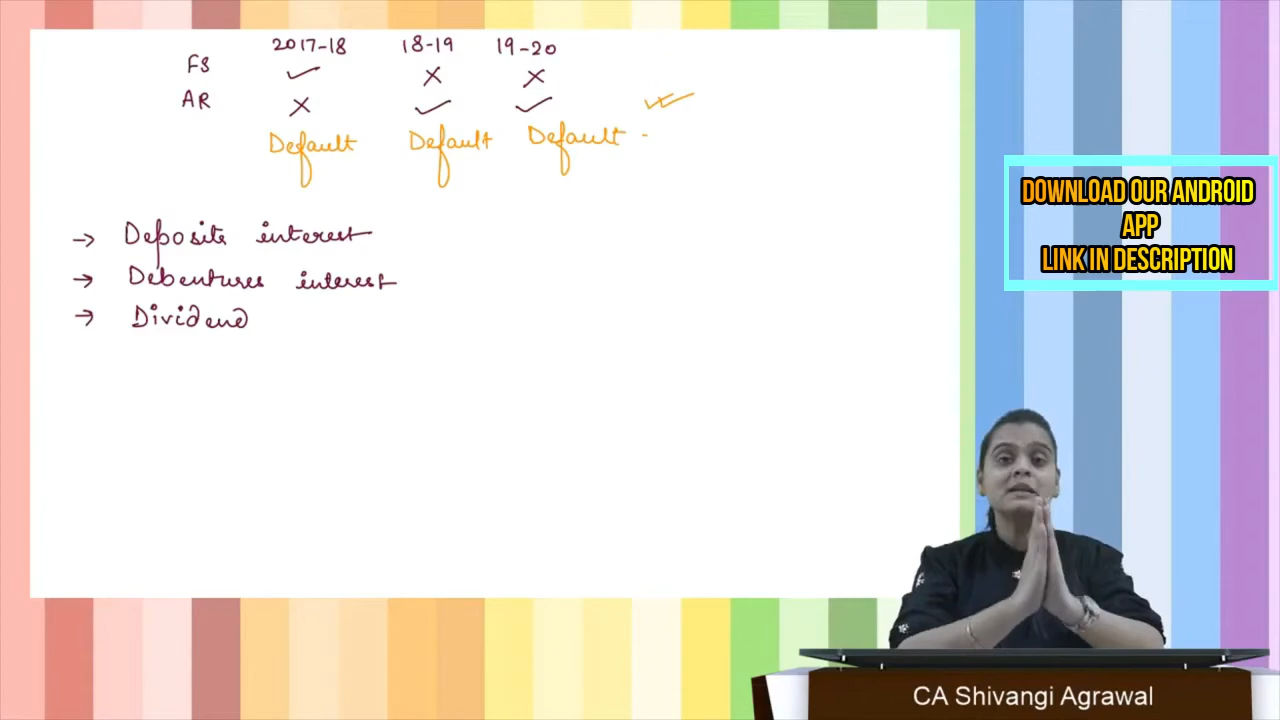 2017-18 18-19 19-20
FS ✓ X X
AR X ✓ ✓ ✓
Default Default Default -
→ Deposite interest
→ Debentures interest
→ Dividend
DOWNLOAD OUR ANDROID
APP
LINK IN DESCRIPTION
CA Shivangi Agrawal